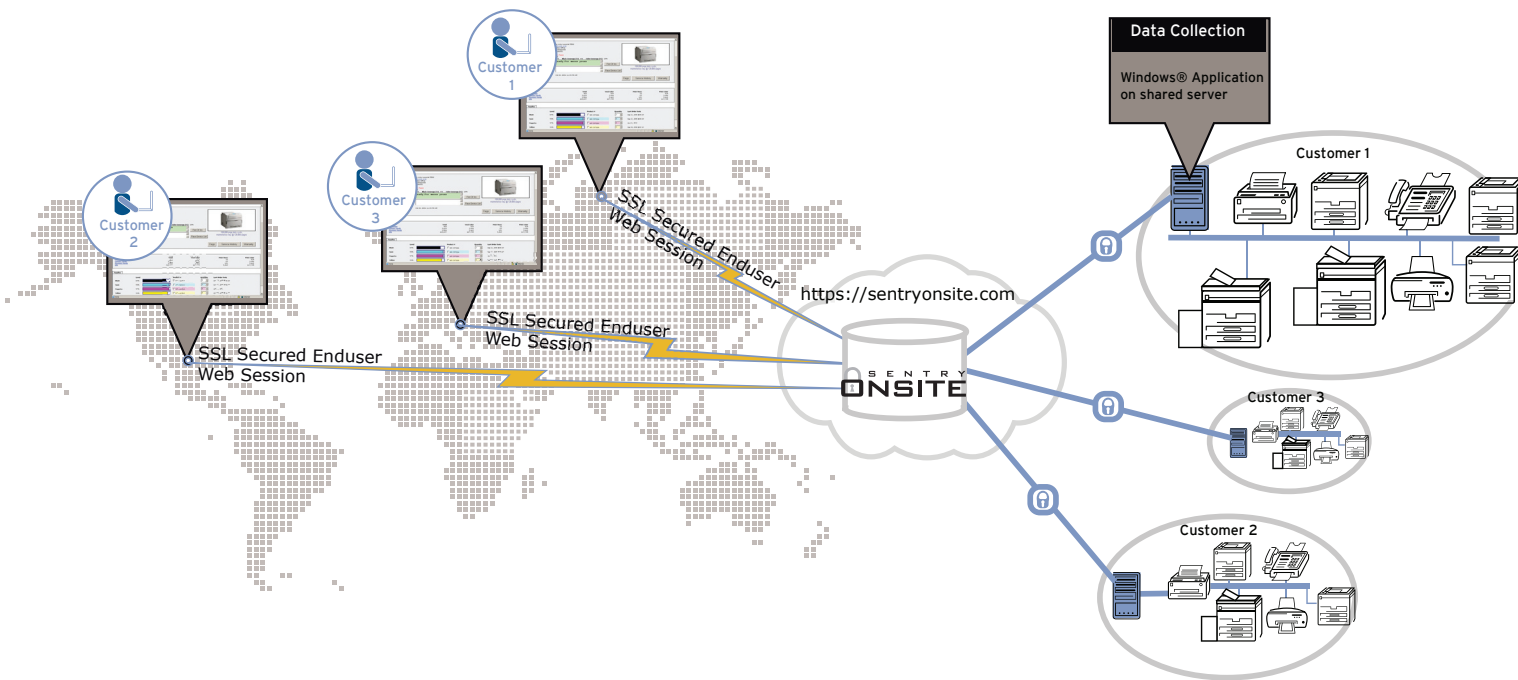 Customer
1
Customer
2
Customer
3
SSL Secured Enduser
Web Session
SSL Secured Enduser
Web Session
SSL Secured Enduser
Web Session
https://sentryonsite.com
SENTRY
ONSITE
Data Collection
Windows® Application
on shared server
Customer 1
Customer 3
Customer 2